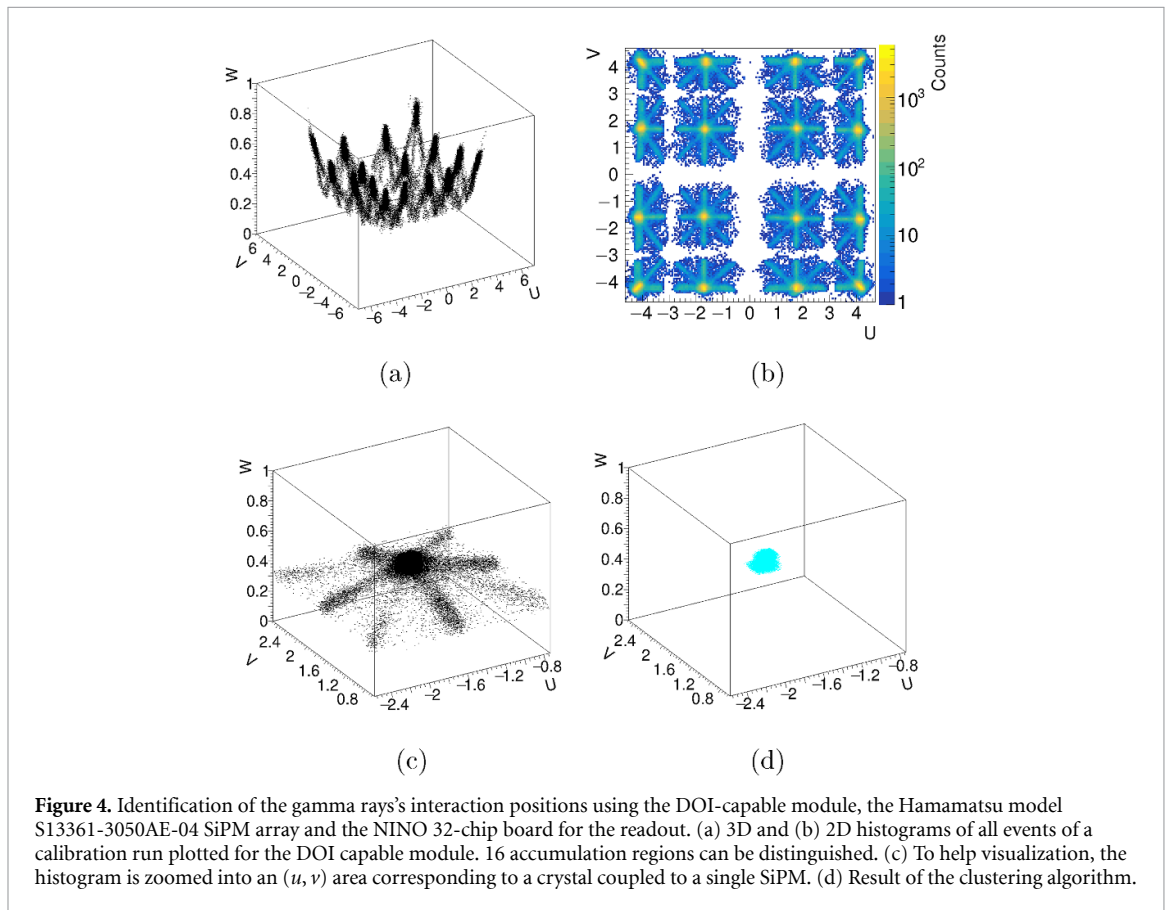 W
1
0.8
0.6
0.4
0.2
0
6 4 2 0 −2 −4 −6
V
−6 −4 −2 0 2 4 6
U
(a)
V
4
3
2
1
0
−1
−2
−3
−4
−4 −3 −2 −1 0 1 2 3 4
U
Counts
10³
10²
10
1
(b)
W
1
0.8
0.6
0.4
0.2
0
2.4 2 1.6 1.2 0.8
V
−2.4 −2 −1.6 −1.2 −0.8
U
(c)
W
1
0.8
0.6
0.4
0.2
0
2.4 2 1.6 1.2 0.8
V
−2.4 −2 −1.6 −1.2 −0.8
U
(d)
Figure 4. Identification of the gamma rays's interaction positions using the DOI-capable module, the Hamamatsu model
S13361-3050AE-04 SiPM array and the NINO 32-chip board for the readout. (a) 3D and (b) 2D histograms of all events of a
calibration run plotted for the DOI capable module. 16 accumulation regions can be distinguished. (c) To help visualization, the
histogram is zoomed into an (u, v) area corresponding to a crystal coupled to a single SiPM. (d) Result of the clustering algorithm.